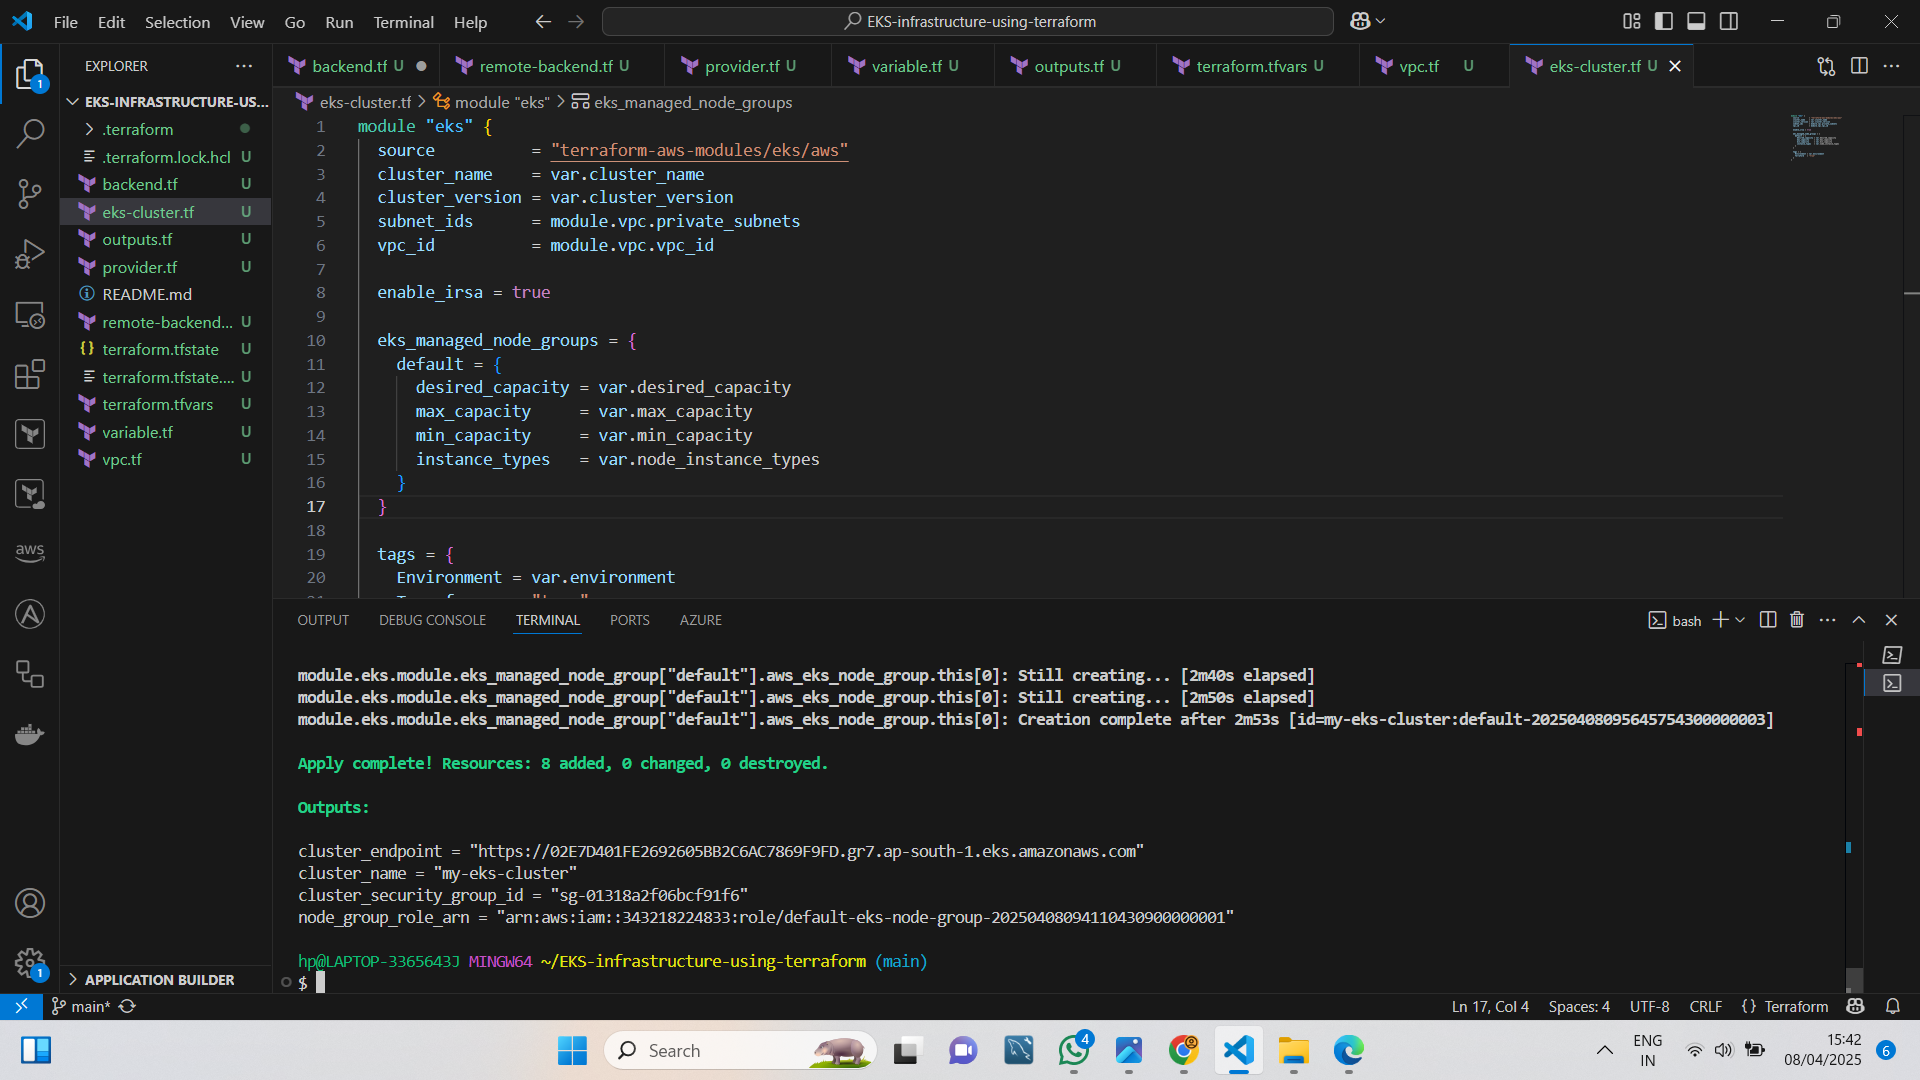 File Edit Selection View Go Run Terminal Help
EKS-infrastructure-using-terraform
EXPLORER
EKS-INFRASTRUCTURE-US...
.terraform
.terraform.lock.hcl U
backend.tf U
eks-cluster.tf U
outputs.tf U
provider.tf U
README.md
remote-backend... U
{} terraform.tfstate U
terraform.tfstate.... U
terraform.tfvars U
variable.tf U
vpc.tf U
APPLICATION BUILDER
1
aws
1
backend.tf U
remote-backend.tf U
provider.tf U
variable.tf U
outputs.tf U
terraform.tfvars U
vpc.tf U
eks-cluster.tf U
eks-cluster.tf > module "eks" > eks_managed_node_groups
1 module "eks" {
2 source = "terraform-aws-modules/eks/aws"
3 cluster_name = var.cluster_name
4 cluster_version = var.cluster_version
5 subnet_ids = module.vpc.private_subnets
6 vpc_id = module.vpc.vpc_id
7
8 enable_irsa = true
9
10 eks_managed_node_groups = {
11 default = {
12 desired_capacity = var.desired_capacity
13 max_capacity = var.max_capacity
14 min_capacity = var.min_capacity
15 instance_types = var.node_instance_types
16 }
17 }
18
19 tags = {
20 Environment = var.environment
OUTPUT DEBUG CONSOLE TERMINAL PORTS AZURE
bash
module.eks.module.eks_managed_node_group["default"].aws_eks_node_group.this[0]: Still creating... [2m40s elapsed]
module.eks.module.eks_managed_node_group["default"].aws_eks_node_group.this[0]: Still creating... [2m50s elapsed]
module.eks.module.eks_managed_node_group["default"].aws_eks_node_group.this[0]: Creation complete after 2m53s [id=my-eks-cluster:default-20250408095645754300000003]
Apply complete! Resources: 8 added, 0 changed, 0 destroyed.
Outputs:
cluster_endpoint = "https://02E7D401FE2692605BB2C6AC7869F9FD.gr7.ap-south-1.eks.amazonaws.com"
cluster_name = "my-eks-cluster"
cluster_security_group_id = "sg-01318a2f06bcf91f6"
node_group_role_arn = "arn:aws:iam::343218224833:role/default-eks-node-group-20250408094110430900000001"
hp@LAPTOP-3365643J MINGW64 ~/EKS-infrastructure-using-terraform (main)
$
main*
Ln 17, Col 4 Spaces: 4 UTF-8 CRLF {} Terraform
Search
4
ENG
IN
15:42
08/04/2025
6